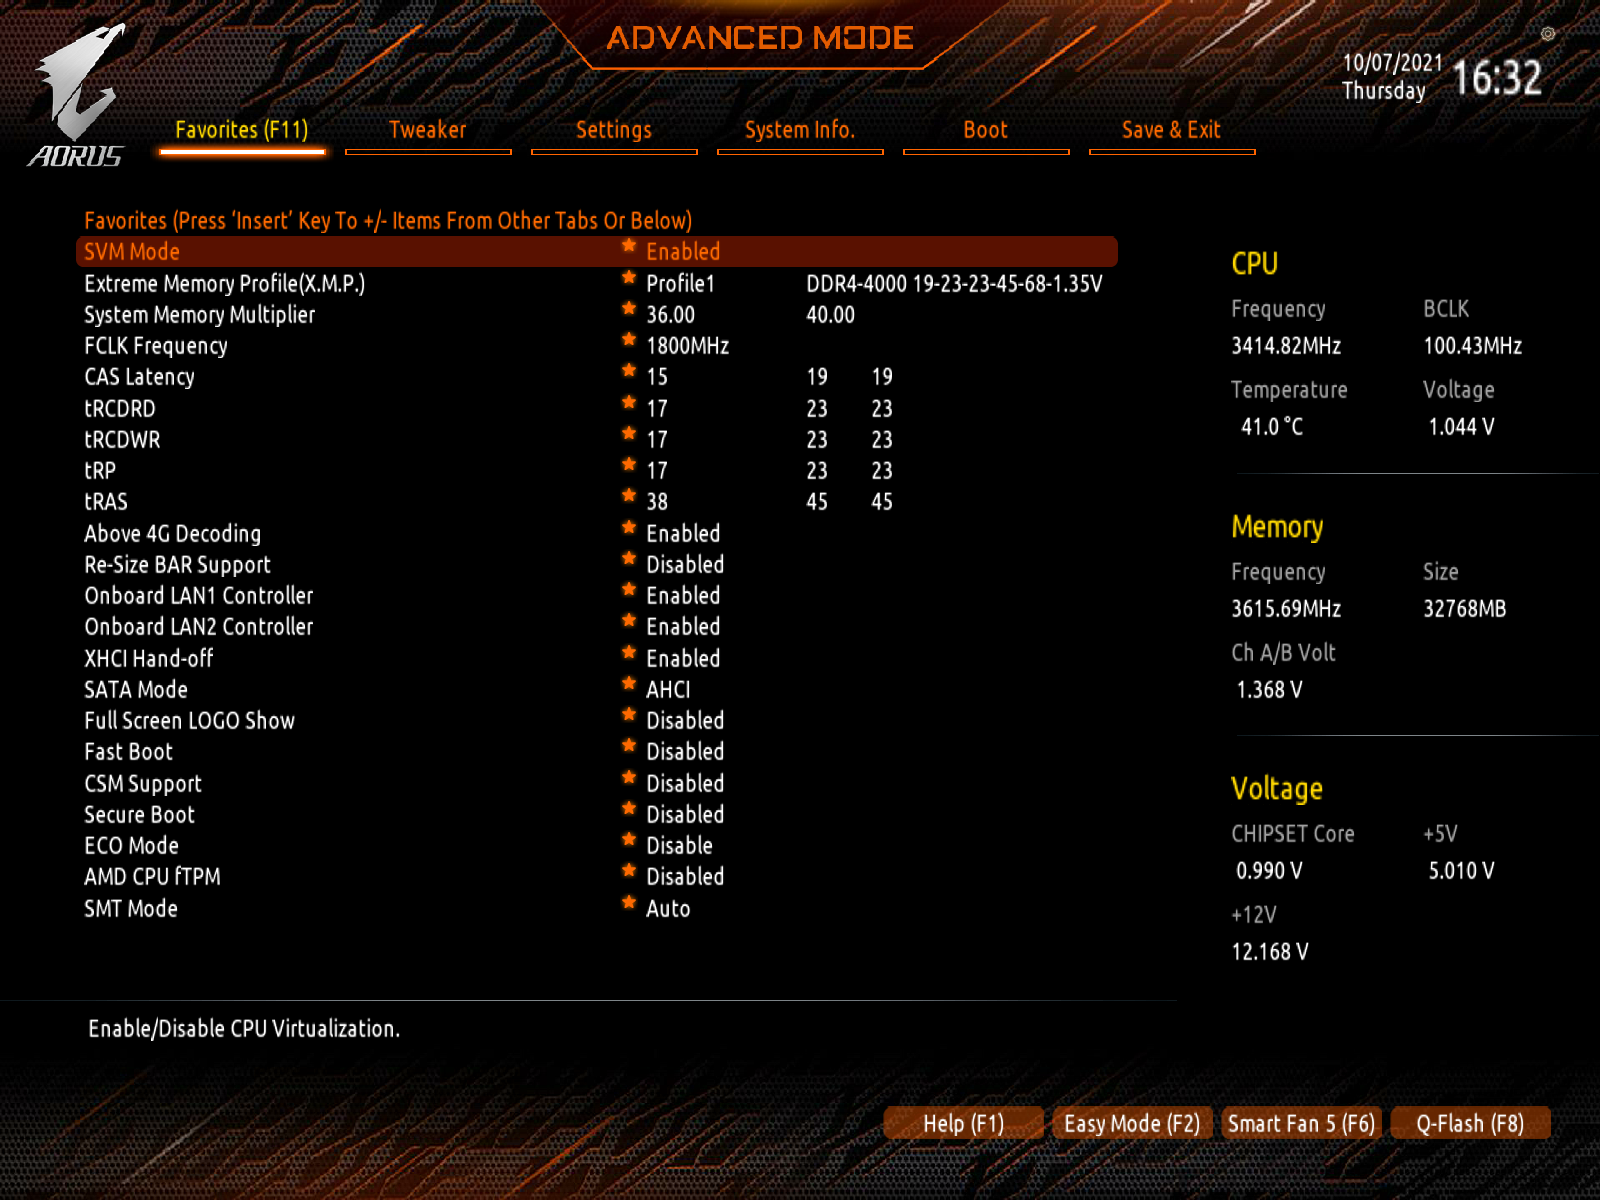 ADVANCED MODE
10/07/2021
Thursday
16:32
AORUS
Favorites (F11) Tweaker Settings System Info. Boot Save & Exit
Favorites (Press ‘Insert’ Key To +/- Items From Other Tabs Or Below)
SVM Mode Enabled
Extreme Memory Profile(X.M.P.) Profile1 DDR4-4000 19-23-23-45-68-1.35V
System Memory Multiplier 36.00 40.00
FCLK Frequency 1800MHz
CAS Latency 15 19 19
tRCDRD 17 23 23
tRCDWR 17 23 23
tRP 17 23 23
tRAS 38 45 45
Above 4G Decoding Enabled
Re-Size BAR Support Disabled
Onboard LAN1 Controller Enabled
Onboard LAN2 Controller Enabled
XHCI Hand-off Enabled
SATA Mode AHCI
Full Screen LOGO Show Disabled
Fast Boot Disabled
CSM Support Disabled
Secure Boot Disabled
ECO Mode Disable
AMD CPU fTPM Disabled
SMT Mode Auto
CPU
Frequency BCLK
3414.82MHz 100.43MHz
Temperature Voltage
41.0 °C 1.044 V
Memory
Frequency Size
3615.69MHz 32768MB
Ch A/B Volt
1.368 V
Voltage
CHIPSET Core +5V
0.990 V 5.010 V
+12V
12.168 V
Enable/Disable CPU Virtualization.
Help (F1) Easy Mode (F2) Smart Fan 5 (F6) Q-Flash (F8)